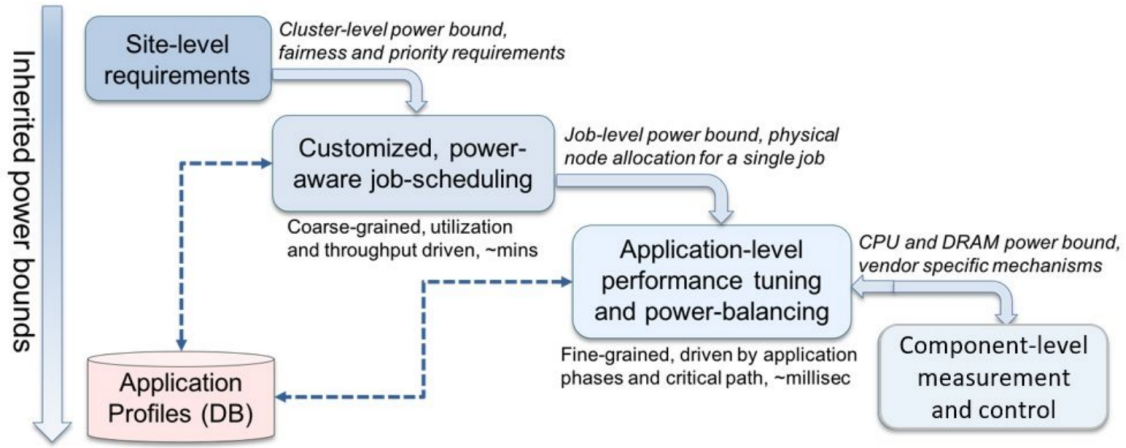 Inherited power bounds
Site-level
requirements
Cluster-level power bound,
fairness and priority requirements
Customized, power-
aware job-scheduling
Job-level power bound, physical
node allocation for a single job
Coarse-grained, utilization
and throughput driven, ~mins
Application-level
performance tuning
and power-balancing
CPU and DRAM power bound,
vendor specific mechanisms
Fine-grained, driven by application
phases and critical path, ~millisec
Component-level
measurement
and control
Application
Profiles (DB)